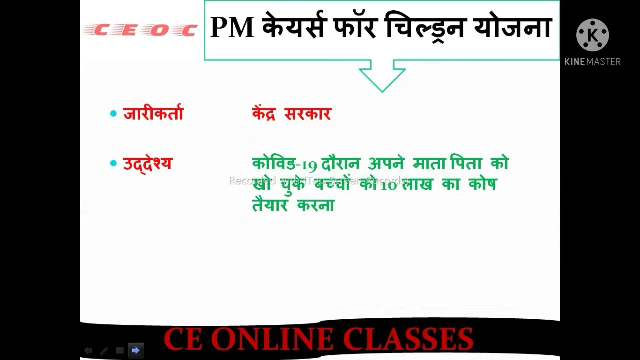 CEOC
PM केयर्स फॉर चिल्ड्रन योजना
KINEMASTER
जारीकर्ता केंद्र सरकार
उद्देश्य कोविड-19 दौरान अपने माता पिता को
खो चुके बच्चों को 10 लाख का कोष
तैयार करना
CE ONLINE CLASSES